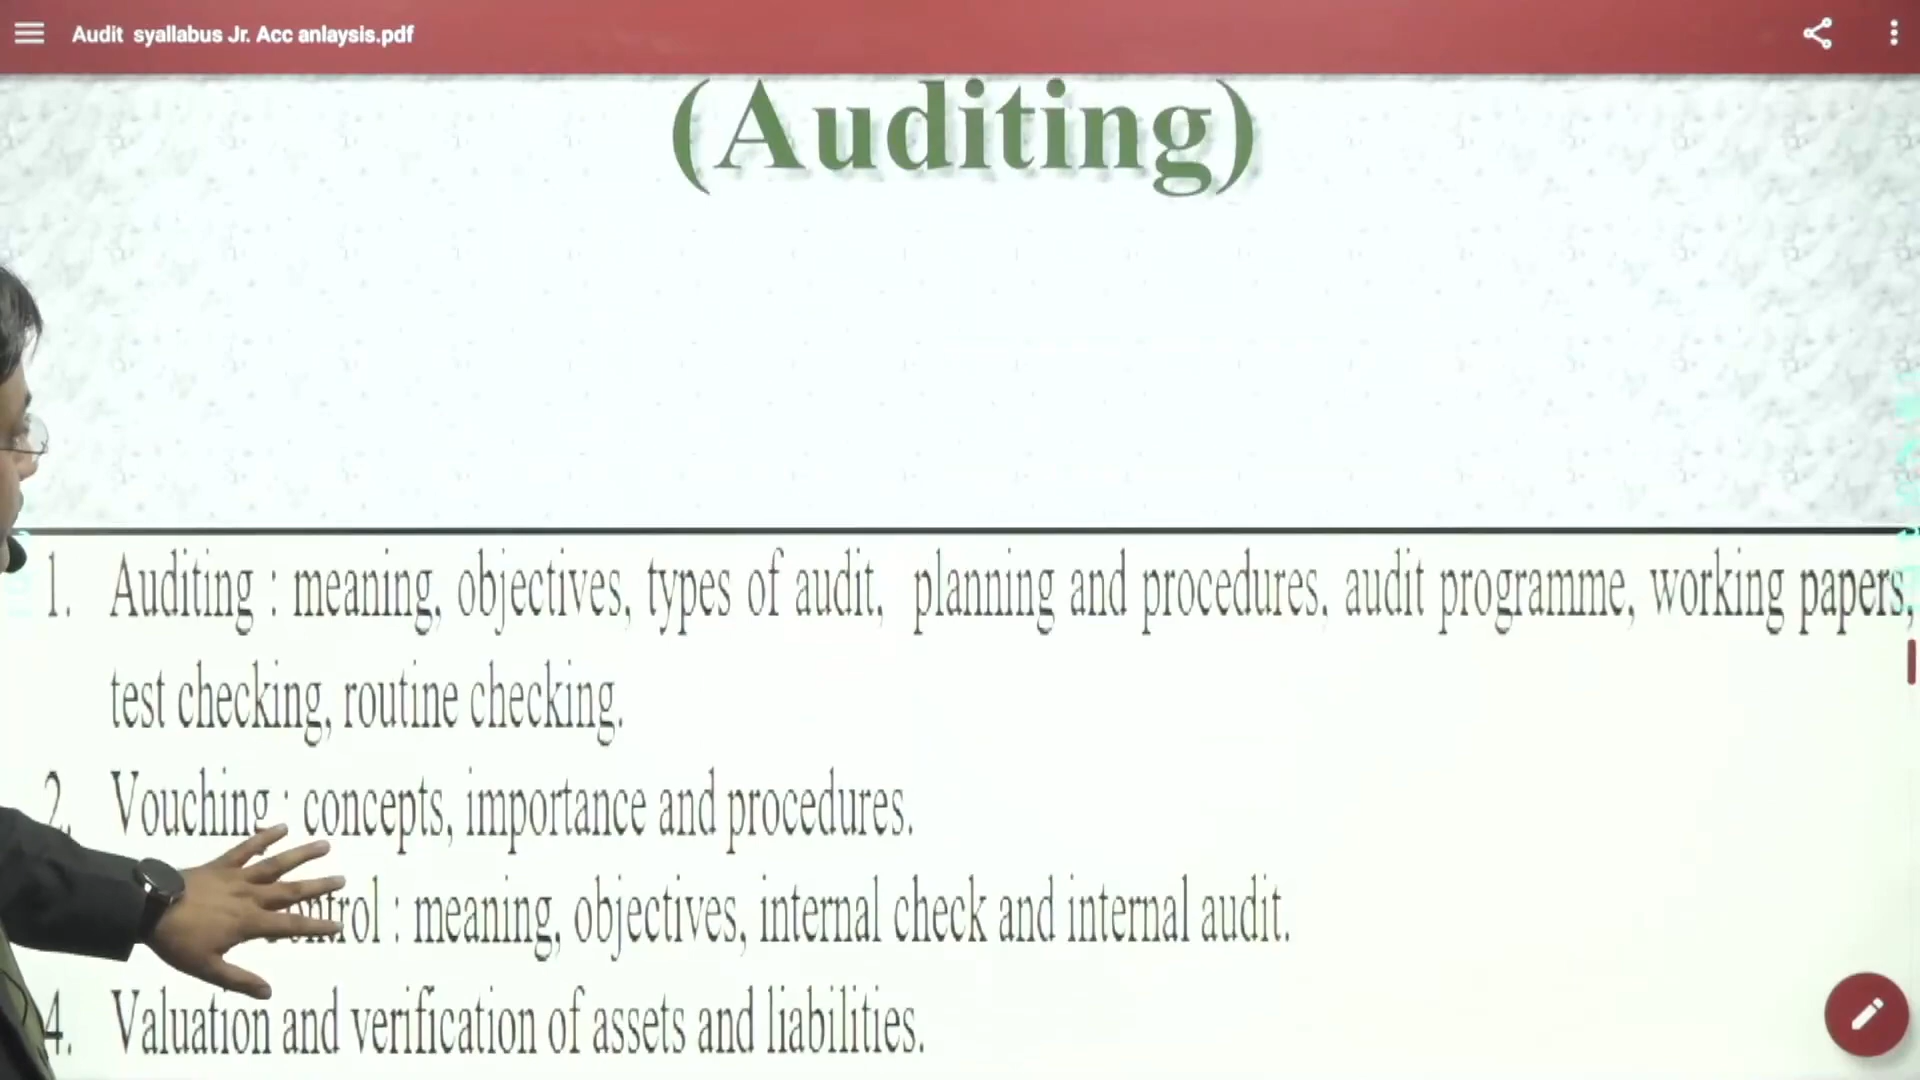 Audit syallabus Jr. Acc anlaysis.pdf
(Auditing)
1. Auditing : meaning, objectives, types of audit, planning and procedures, audit programme, working papers,
test checking, routine checking.
2. Vouching : concepts, importance and procedures.
: meaning, objectives, internal check and internal audit.
4. Valuation and verification of assets and liabilities.